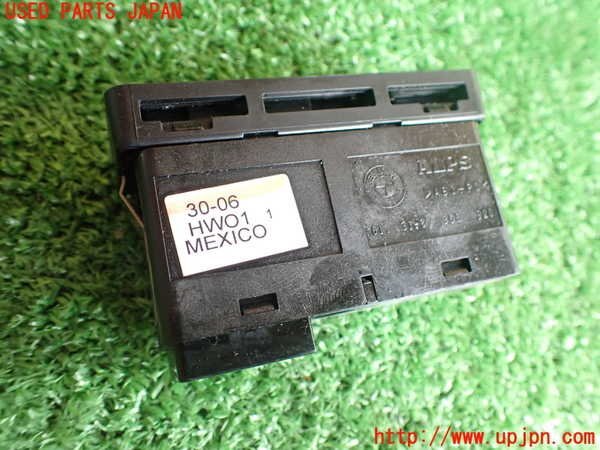 USED PARTS JAPAN
ALPS
30-06
HW01 1
MEXICO
http://www.upjpn.com/